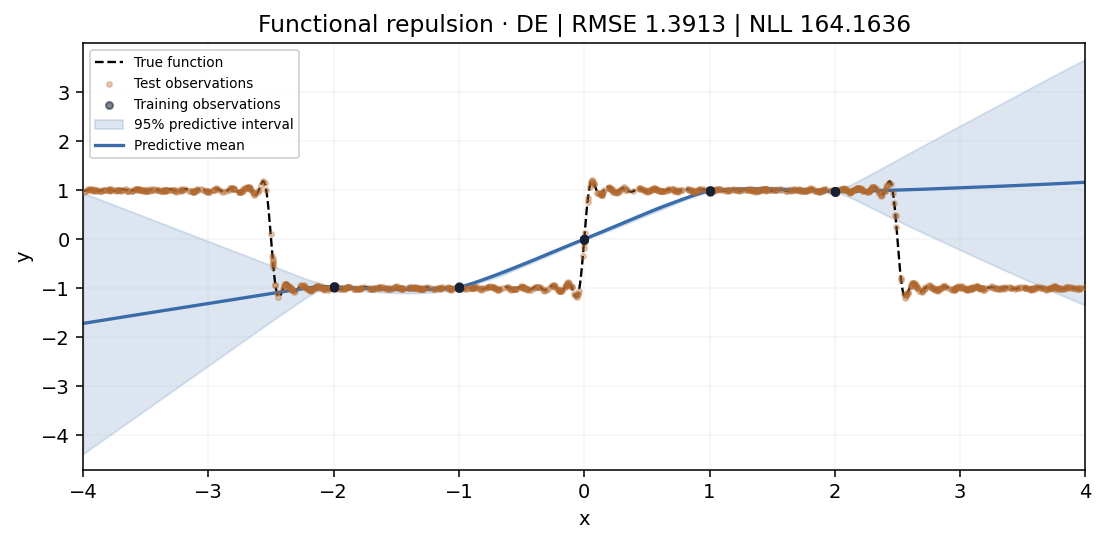 Functional repulsion · DE | RMSE 1.3913 | NLL 164.1636
True function
Test observations
Training observations
95% predictive interval
Predictive mean
y
3
2
1
0
−1
−2
−3
−4
−4 −3 −2 −1 0 1 2 3 4
x